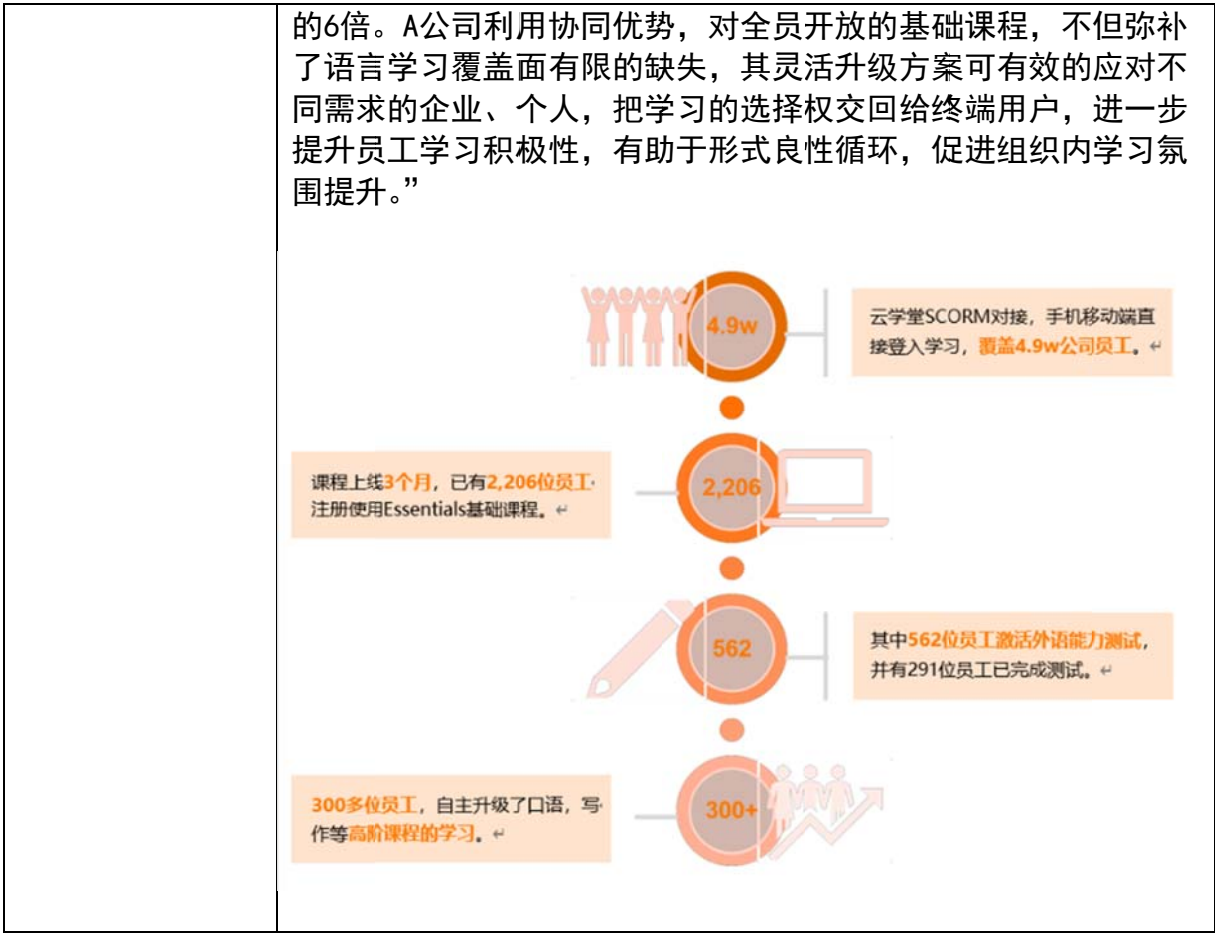 的6倍。A公司利用协同优势，对全员开放的基础课程，不但弥补
了语言学习覆盖面有限的缺失，其灵活升级方案可有效的应对不
同需求的企业、个人，把学习的选择权交回给终端用户，进一步
提升员工学习积极性，有助于形式良性循环，促进组织内学习氛
围提升。”
4.9w
云学堂SCORM对接，手机移动端直
接登入学习，覆盖4.9w公司员工。↵
课程上线3个月，已有2,206位员工
注册使用Essentials基础课程。↵
2,206
562
其中562位员工激活外语能力测试，
并有291位员工已完成测试。↵
300多位员工，自主升级了口语，写
作等高阶课程的学习。↵
300+